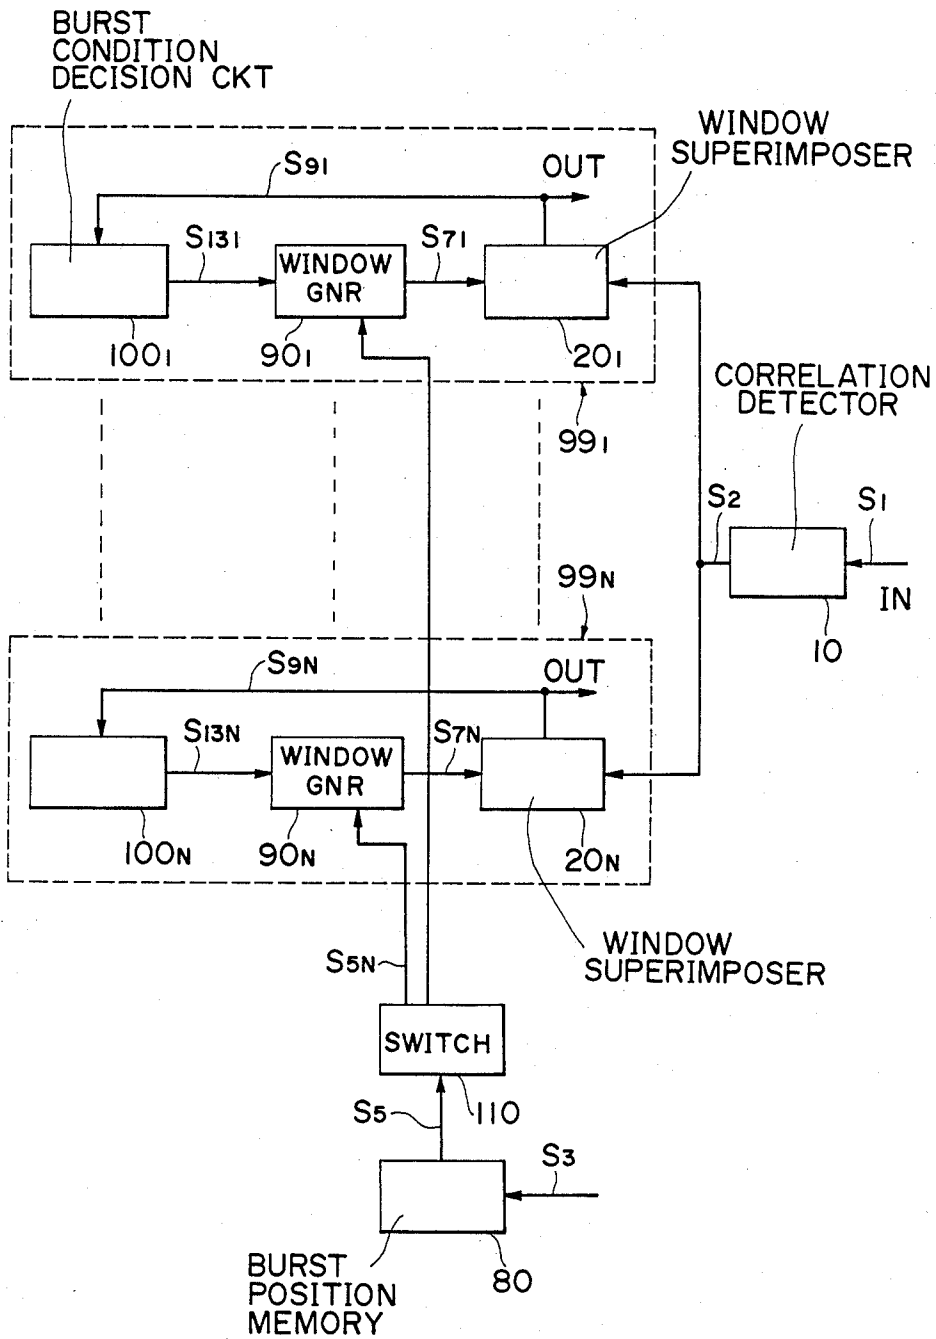 BURST
CONDITION
DECISION CKT
WINDOW
SUPERIMPOSER
S91
OUT
S131
WINDOW
GNR
S71
1001
901
201
CORRELATION
DETECTOR
991
S2
S1
IN
10
99N
S9N
OUT
S13N
WINDOW
GNR
S7N
100N
90N
20N
S5N
WINDOW
SUPERIMPOSER
SWITCH
S5
110
S3
80
BURST
POSITION
MEMORY